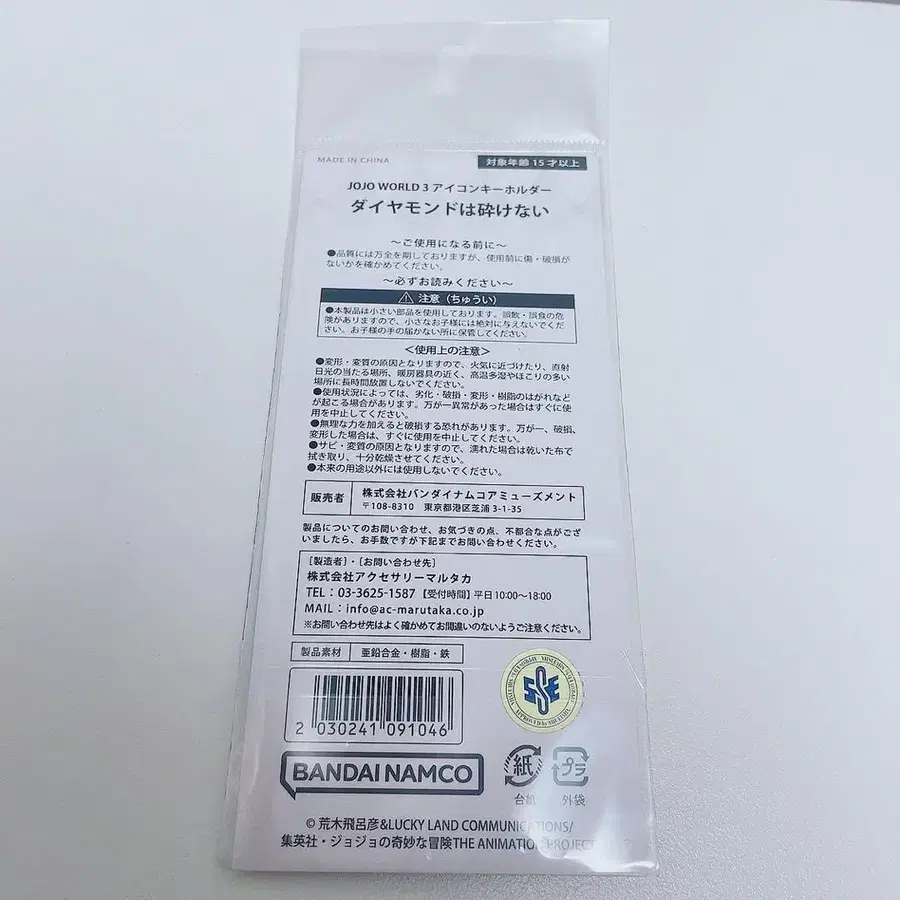 MADE IN CHINA
対象年齢 15 才以上
JOJO WORLD 3 アイコンキーホルダー
ダイヤモンドは砕けない
～ご使用になる前に～
●品質には万全を期しておりますが、使用前に傷・破損が
ないかを確かめてください。
～必ずお読みください～
注意（ちゅうい）
●本製品は小さい部品を使用しております。誤飲・誤食の危
険がありますので、小さなお子様には絶対に与えないでくだ
さい。お子様の手の届かない所に保管してください。
＜使用上の注意＞
●変形・変質の原因となりますので、火気に近づけたり、直射
日光の当たる場所、暖房器具の近く、高温多湿やほこりの多い
場所に長時間放置しないでください。
●使用状況によっては、劣化・破損・変形・樹脂のはがれなど
が起こる場合があります。万が一異常があった場合はすぐに使
用を中止してください。
●無理な力を加えると破損する恐れがあります。万が一、破損、
変形した場合は、すぐに使用を中止してください。
●サビ・変質の原因となりますので、濡れた場合は乾いた布で
拭き取り、十分乾燥させてください。
●本来の用途以外には使用しないでください。
販売者 株式会社バンダイナムコアミューズメント
〒108-8310 東京都港区芝浦 3-1-35
製品についてのお問い合わせ、お気づきの点、不都合な点がござ
いましたら、お手数ですが下記までお問い合わせください。
［製造者］・［お問い合わせ先］
株式会社アクセサリーマルタカ
TEL：03-3625-1587 【受付時間】平日 10:00～18:00
MAIL：info@ac-marutaka.co.jp
※お問い合わせ先はよく確かめてお間違いのないようご注意ください。
製品素材 亜鉛合金・樹脂・鉄
2 030241 091046
BANDAI NAMCO
紙
台紙
プラ
外袋
© 荒木飛呂彦&LUCKY LAND COMMUNICATIONS/
集英社・ジョジョの奇妙な冒険THE ANIMATION PROJECT